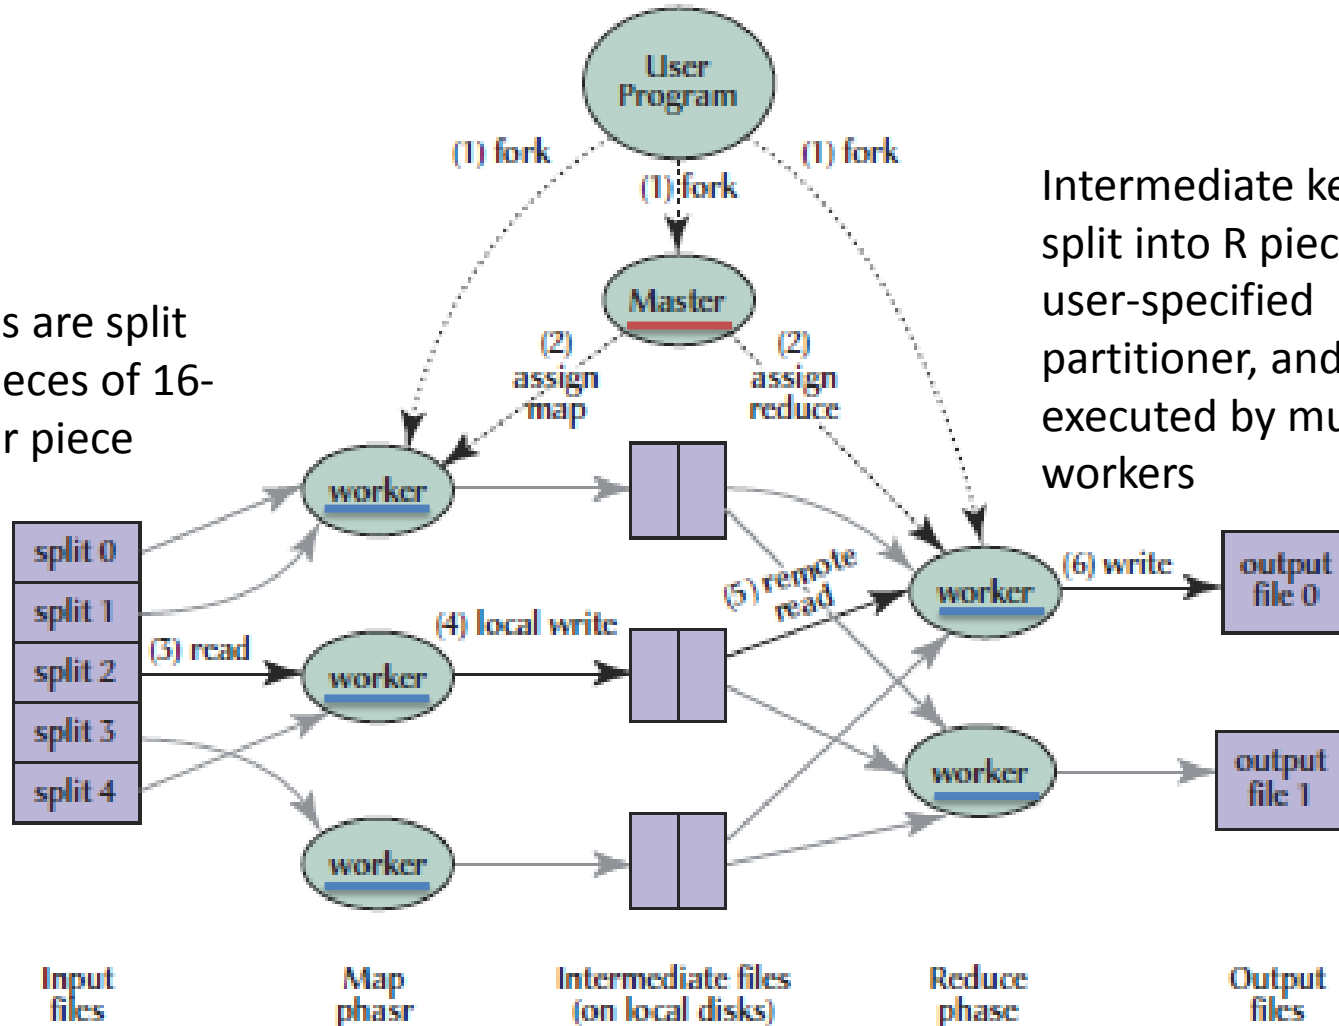 User
Program
(1) fork
(1) fork
(1) fork
Master
(2)
assign
map
(2)
assign
reduce
s are split
eces of 16-
r piece
Intermediate ke
split into R piec
user-specified
partitioner, and
executed by mu
workers
split 0
split 1
split 2
split 3
split 4
(3) read
worker
worker
worker
(4) local write
(5) remote
read
worker
worker
(6) write
output
file 0
output
file 1
Input
files
Map
phasr
Intermediate files
(on local disks)
Reduce
phase
Output
files